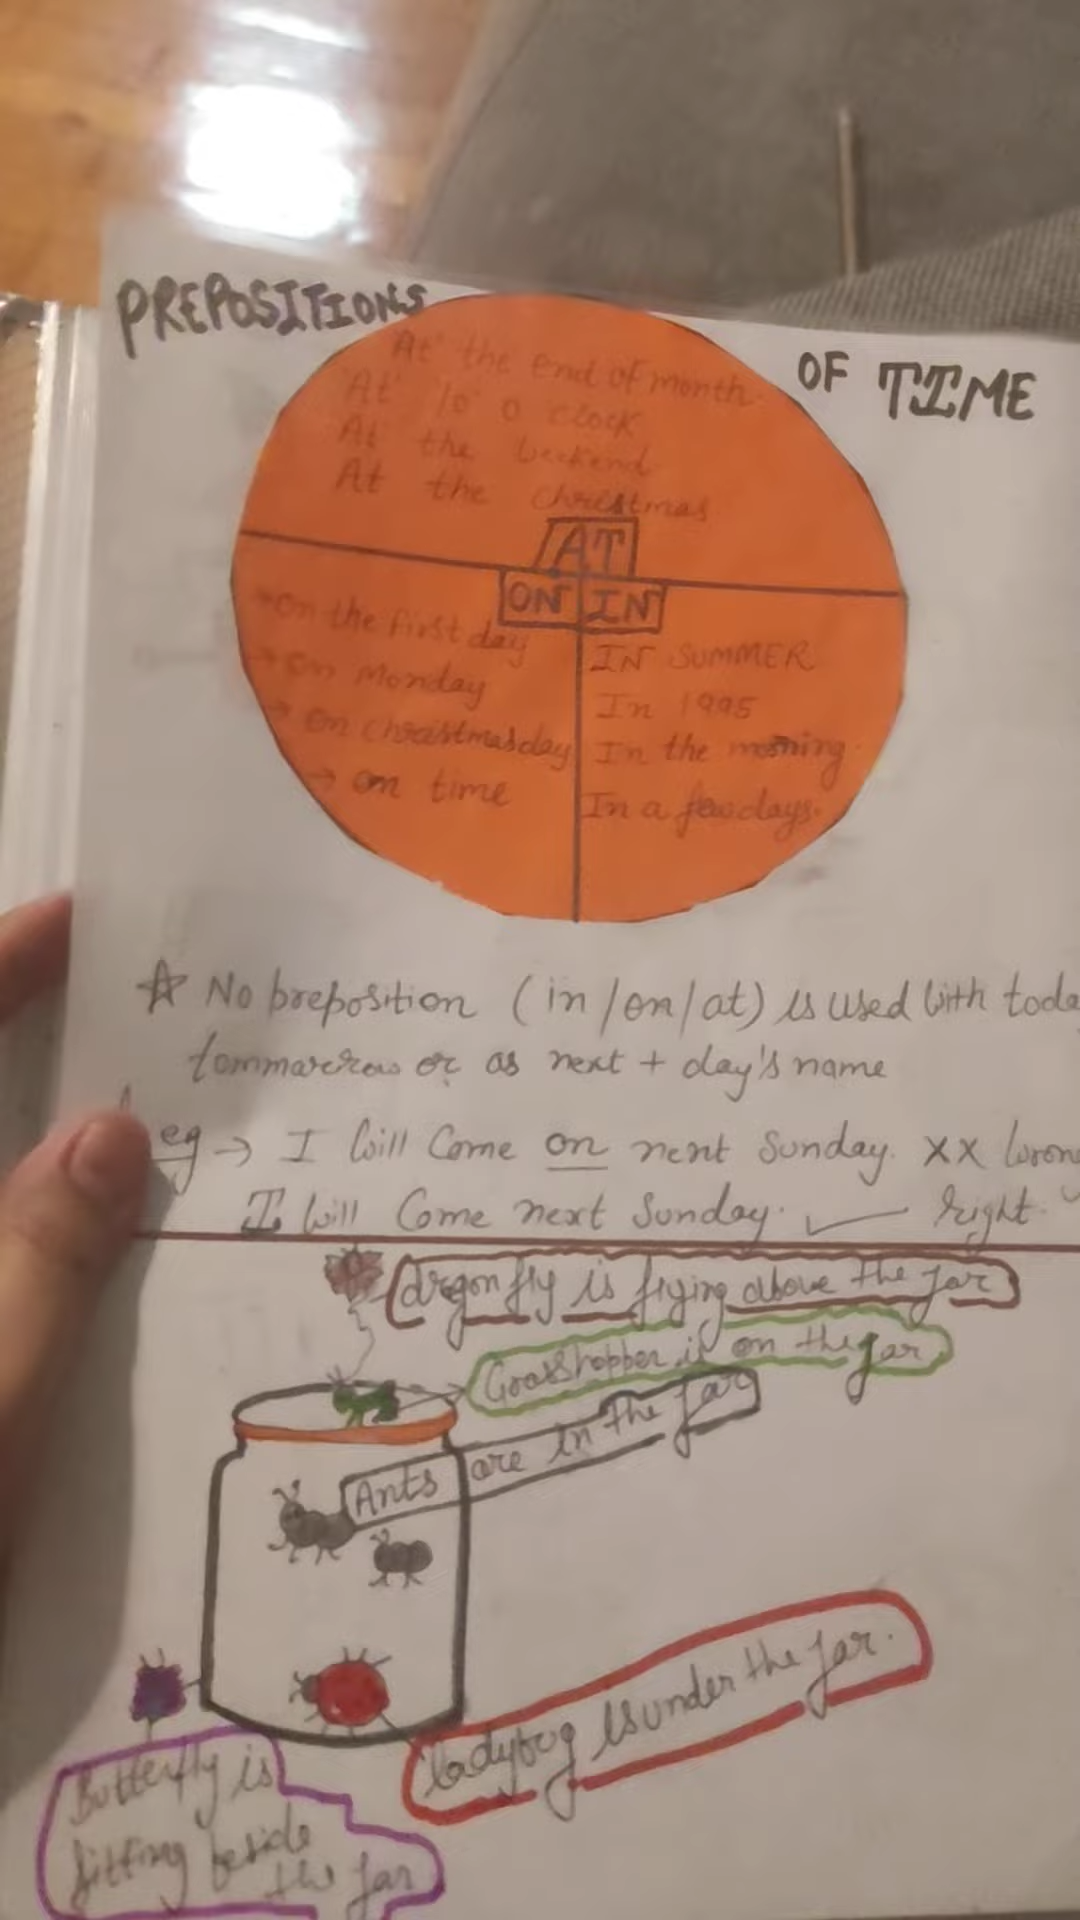 PREPOSITIONS OF TIME
At the end of month.
At 10 o clock
At the weekend
At the christmas
AT
ON IN
→ on the first day
→ on Monday
→ on christmasday
→ on time
IN SUMMER
In 1995
In the morning.
In a few days.
☆ No preposition (in/on/at) is used with toda
tommarrow or as next + day's name
eg → I Will Come on next Sunday. XX Wron
I Will Come next Sunday. ✓ Right.
drgon fly is flying above the jar
Grasshopper is on the jar
Ants are in the jar
ladybug is under the jar.
Butterfly is
sitting beside
the jar